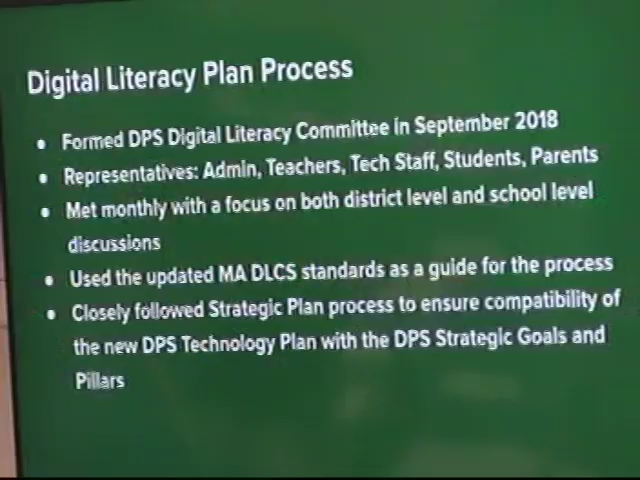 Digital Literacy Plan Process
• Formed DPS Digital Literacy Committee in September 2018
• Representatives: Admin, Teachers, Tech Staff, Students, Parents
• Met monthly with a focus on both district level and school level
discussions
• Used the updated MA DLCS standards as a guide for the process
• Closely followed Strategic Plan process to ensure compatibility of
the new DPS Technology Plan with the DPS Strategic Goals and
Pillars